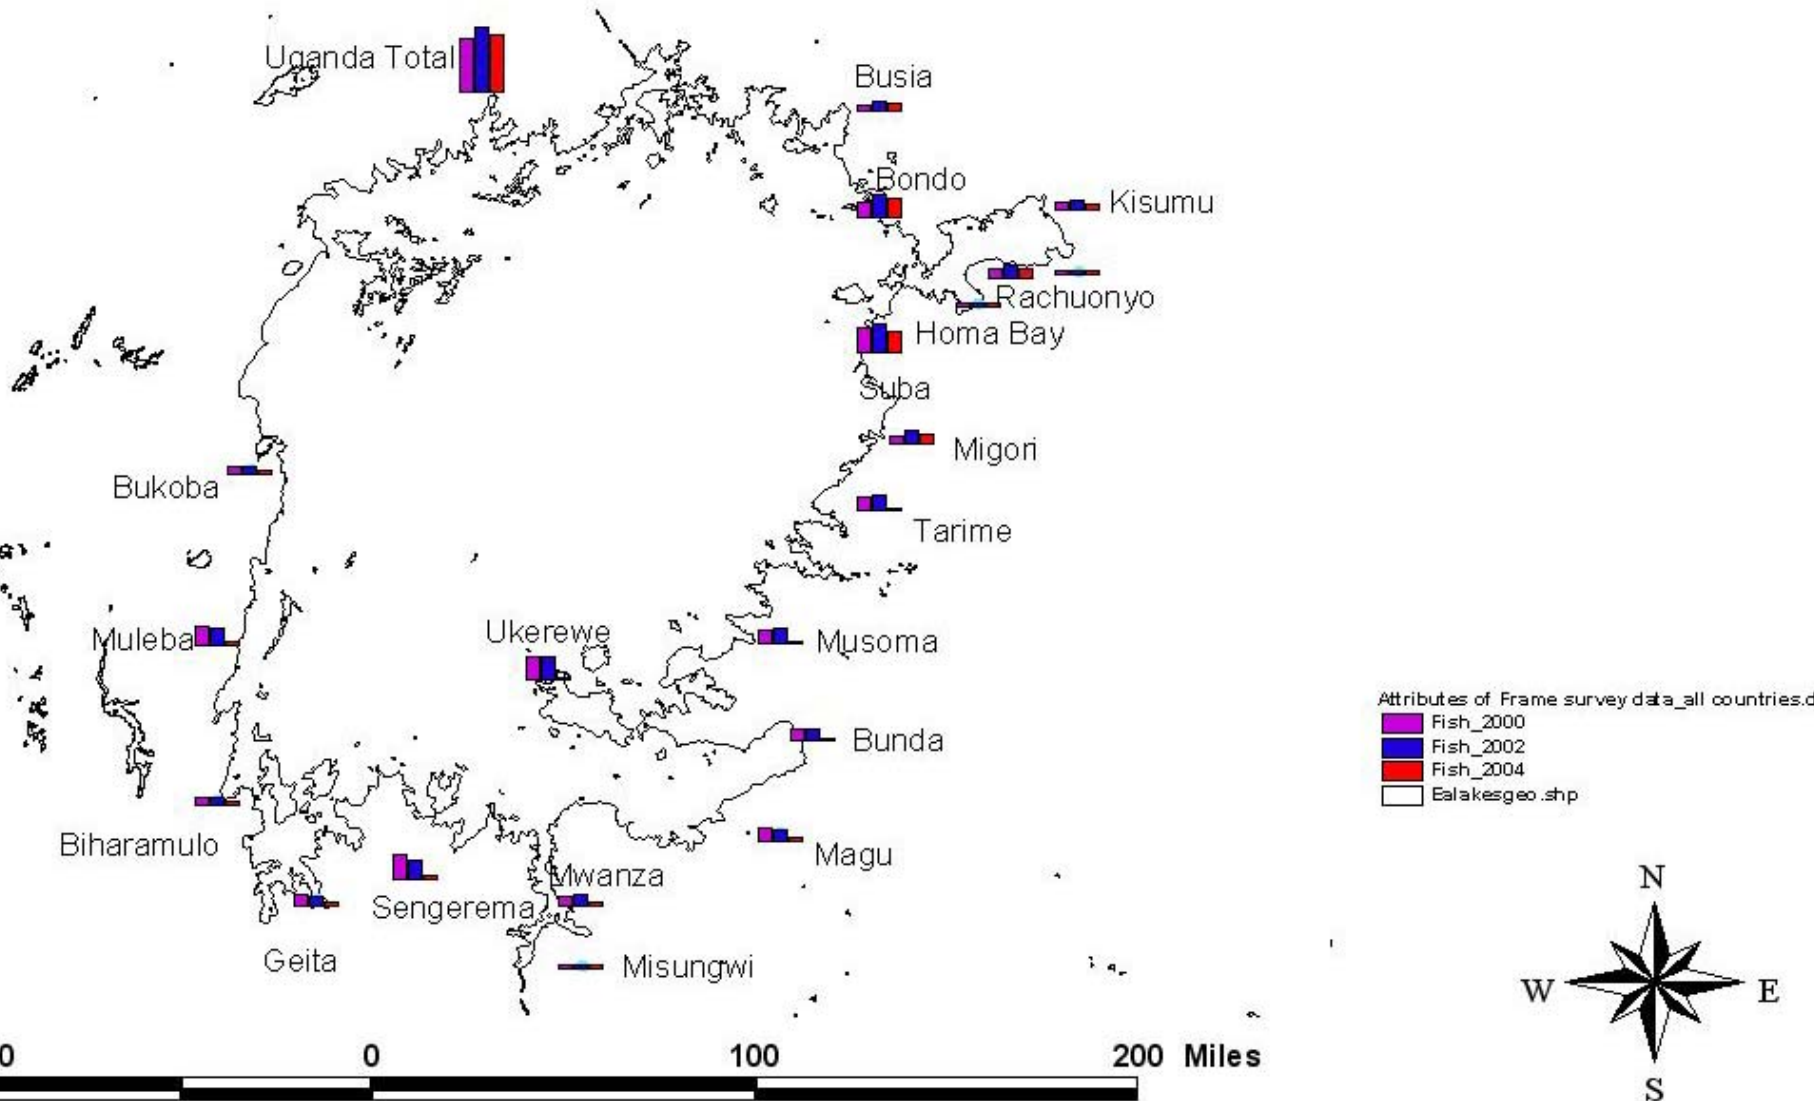 Uganda Total
Busia
Bondo
Kisumu
Rachuonyo
Homa Bay
Suba
Migori
Bukoba
Tarime
Ukerewe
Muleba
Musoma
Attributes of Frame survey data_all countries.d
Fish_2000
Fish_2002
Fish_2004
Ealakesgeo.shp
Bunda
Biharamulo
Magu
Mwanza
Sengerema
Geita
Misungwi
N
W E
S
0 0 100 200 Miles